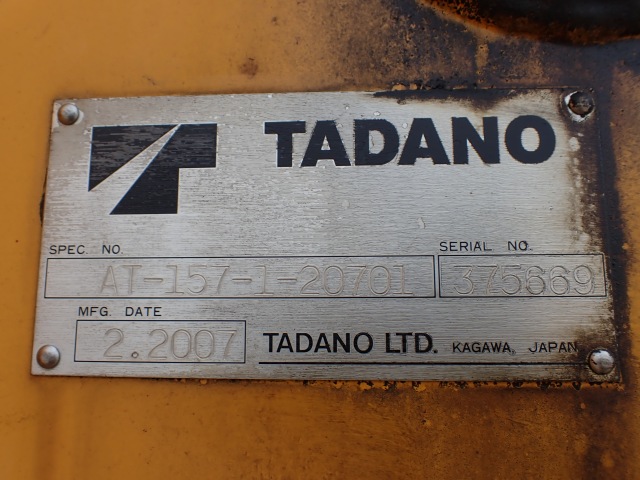 TADANO
SPEC. NO.
AT-157-1-20701
SERIAL NO.
375669
MFG. DATE
2.2007
TADANO LTD. KAGAWA, JAPAN